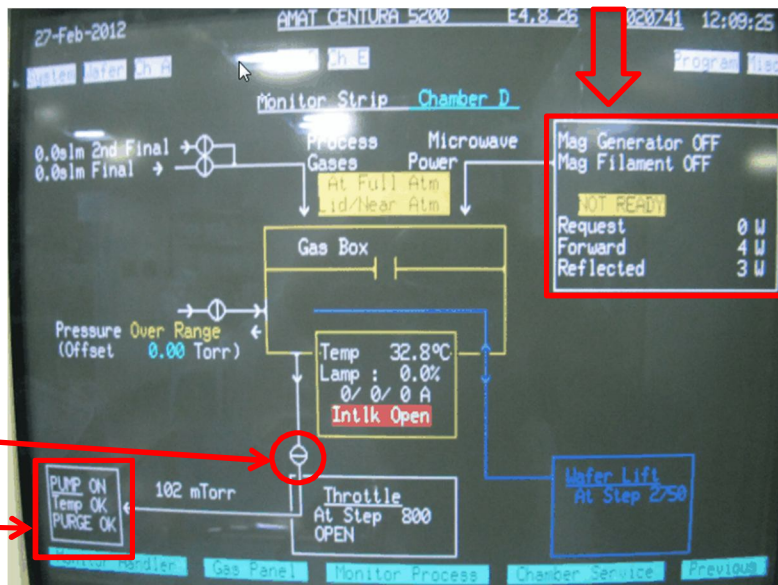 27-Feb-2012 AMAT CENTURA 5200 E4.8.26 020741 12:09:25
System Wafer Ch A Ch E Program Misc
Monitor Strip Chamber D
0.0slm 2nd Final
0.0slm Final
Process Gases
At Full Atm
Lid/Near Atm
Microwave Power
Mag Generator OFF
Mag Filament OFF
NOT READY
Request 0 W
Forward 4 W
Reflected 3 W
Gas Box
Pressure Over Range
(Offset 0.00 Torr)
Temp 32.8ºC
Lamp : 0.0%
0/ 0/ 0 A
Intlk Open
PUMP ON
Temp OK
PURGE OK
102 mTorr
Throttle
At Step 800
OPEN
Wafer Lift
At Step 2750
Monitor Handler Gas Panel Monitor Process Chamber Service Previous